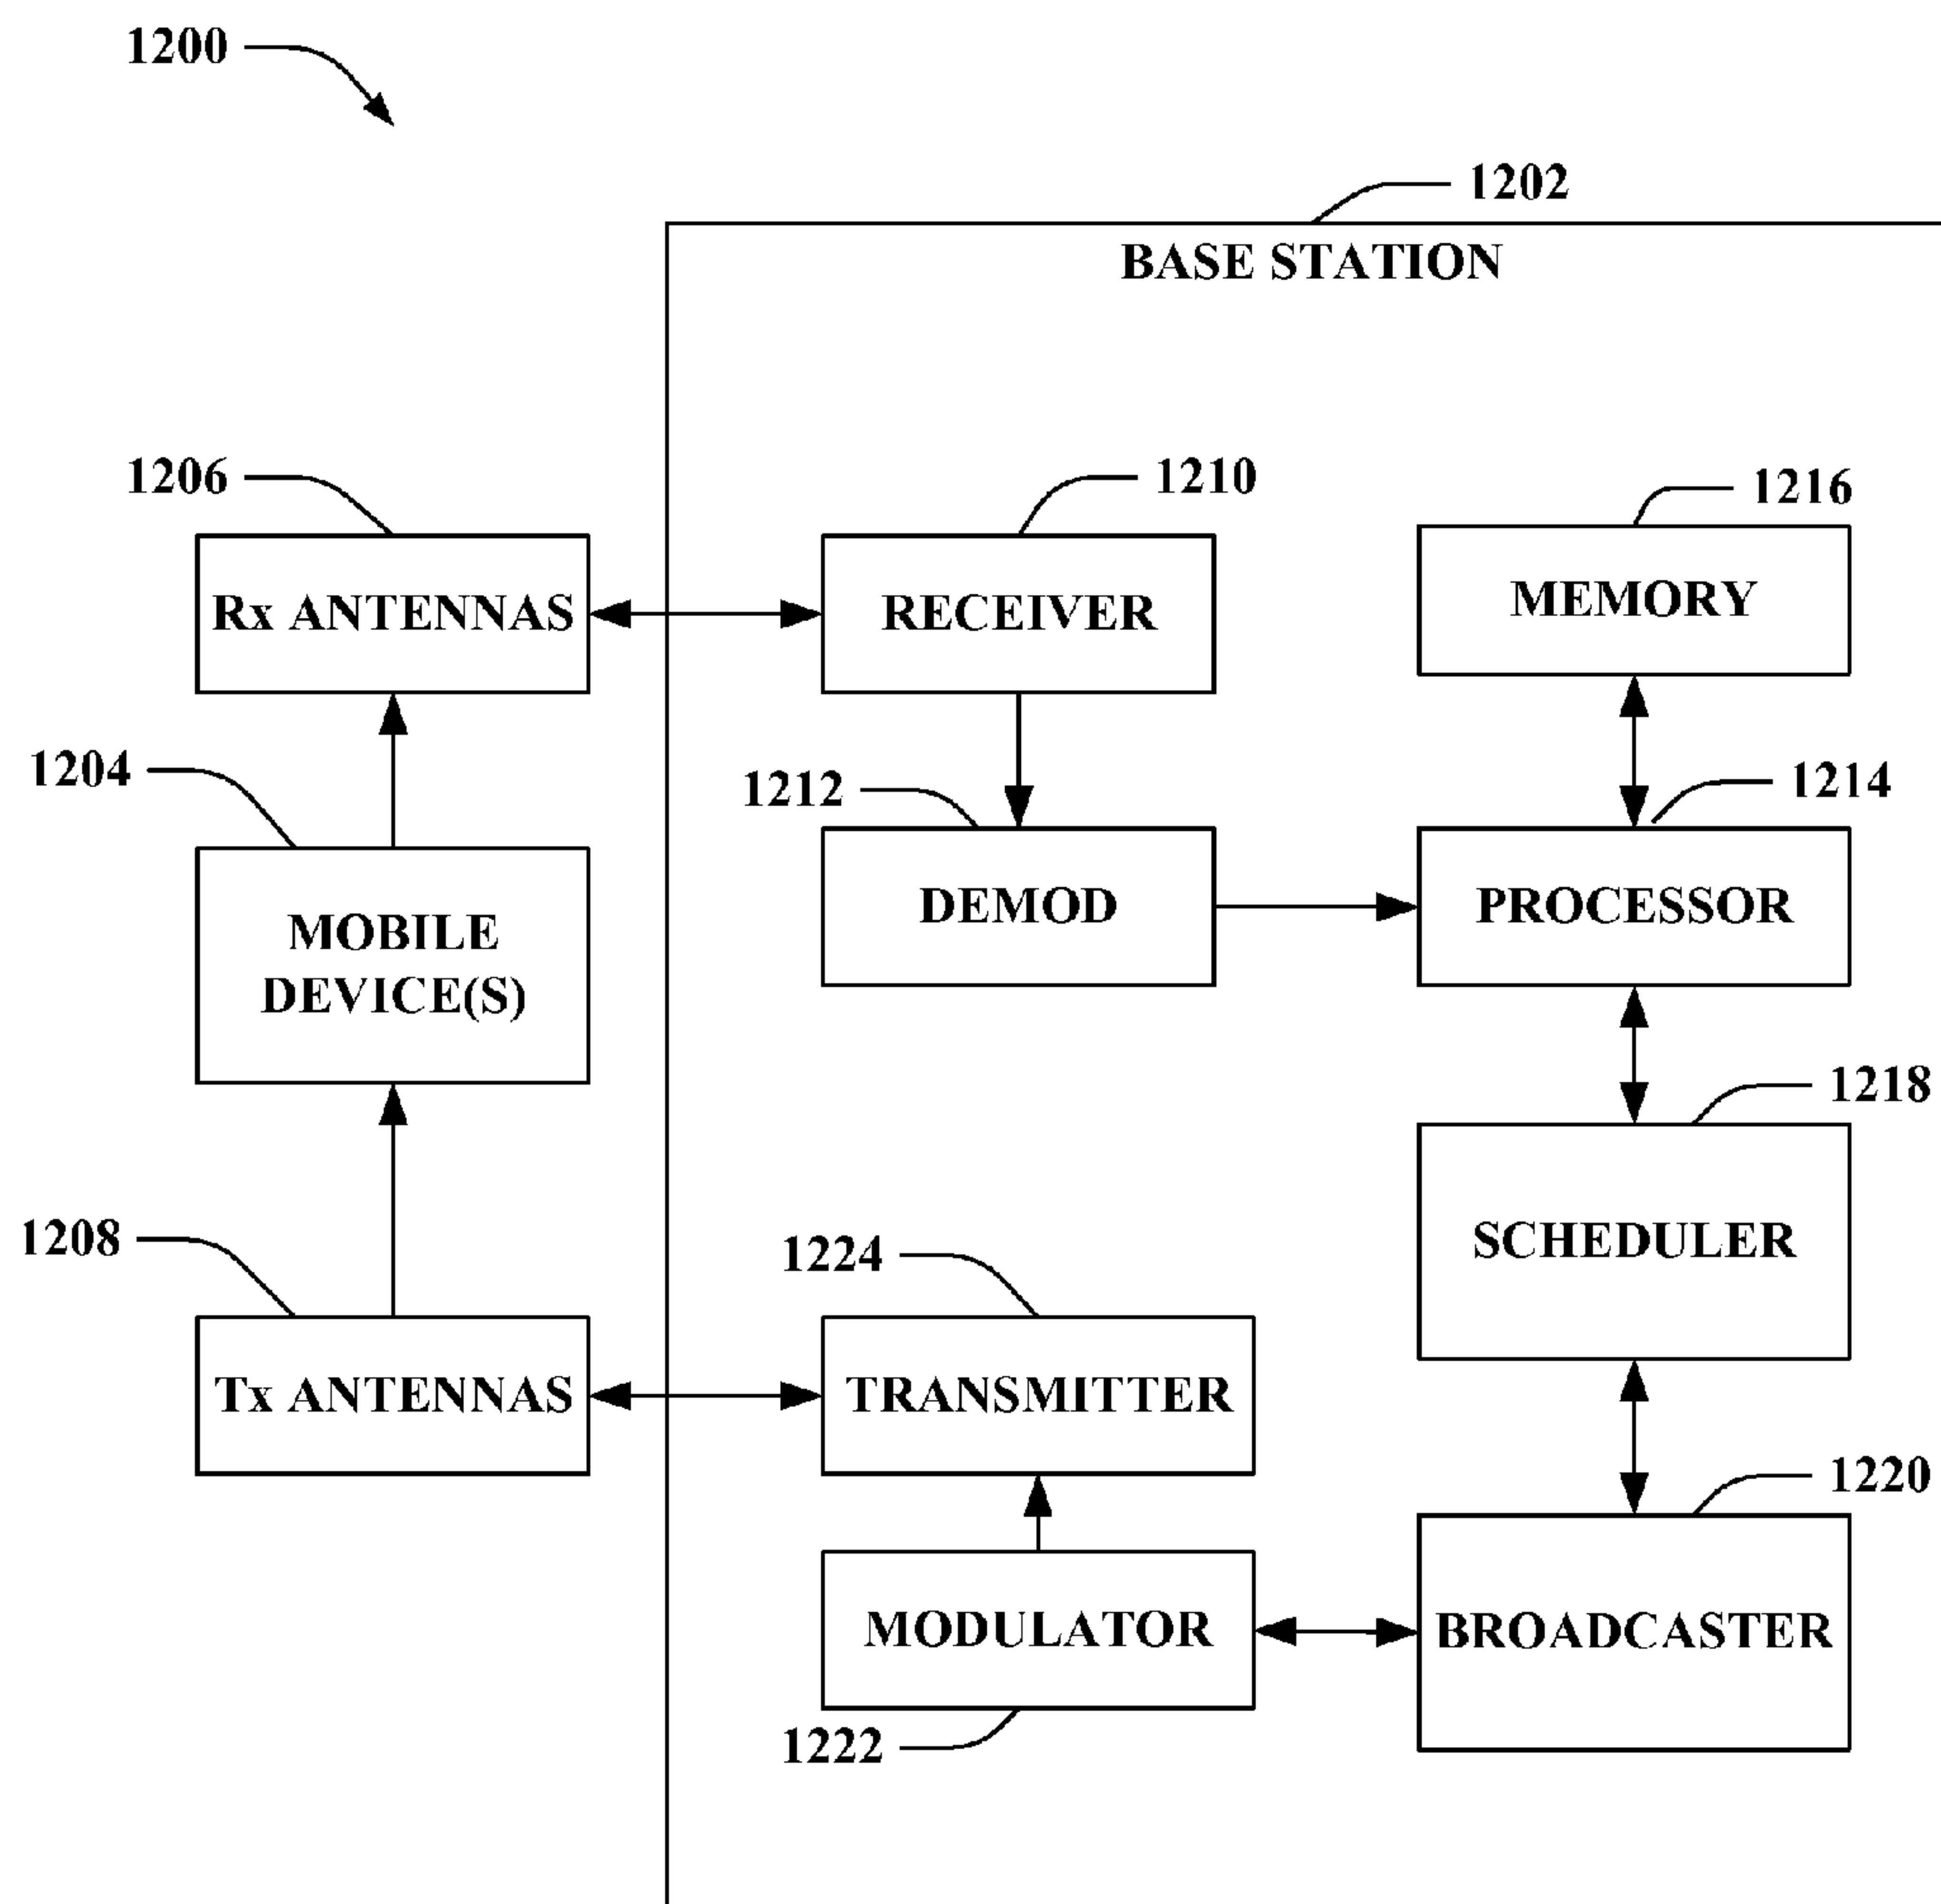 1200
1202
BASE STATION
1206
1210
1216
Rx ANTENNAS
RECEIVER
MEMORY
1204
1212
1214
MOBILE
DEVICE(S)
DEMOD
PROCESSOR
1218
1208
1224
SCHEDULER
Tx ANTENNAS
TRANSMITTER
1220
MODULATOR
BROADCASTER
1222